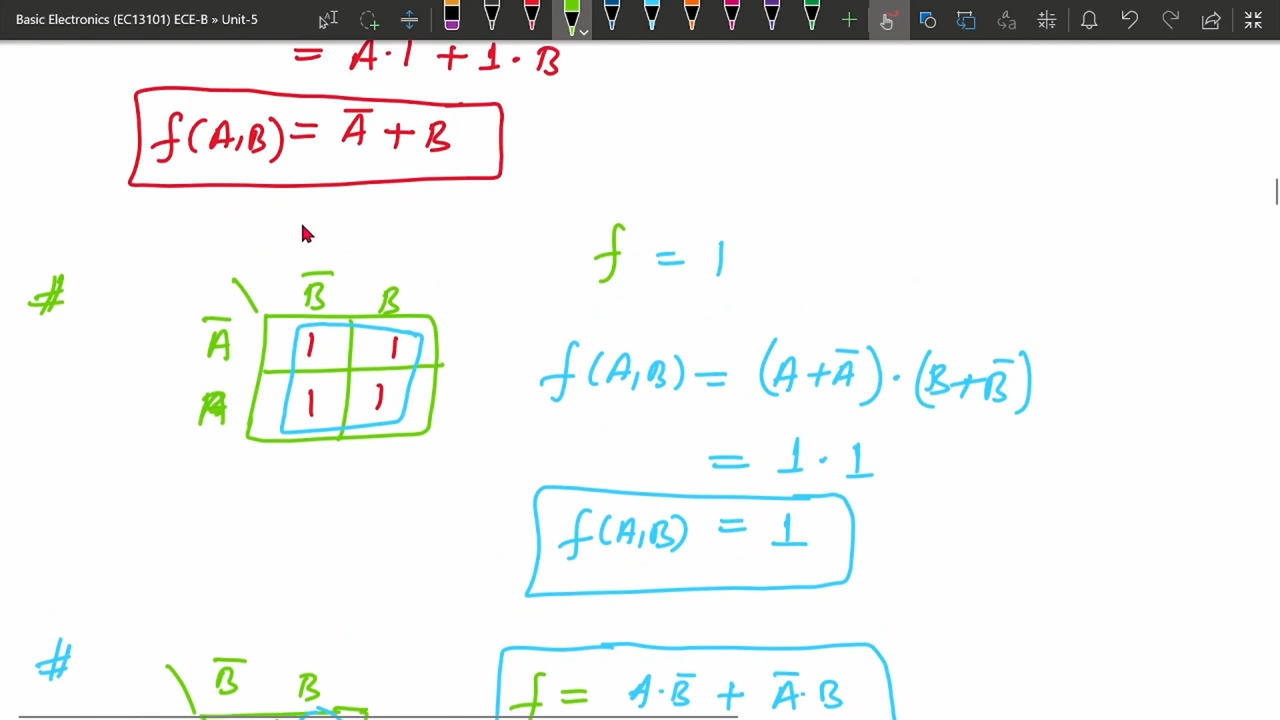 Basic Electronics (EC13101) ECE-B » Unit-5
= A·1 + 1·B
f(A,B) = A̅ + B
f = 1
#
B̅ B
A̅ 1 1
A 1 1
f(A,B) = (A+A̅)·(B+B̅)
= 1·1
f(A,B) = 1
#
B̅ B
f = A·B̅ + A̅·B